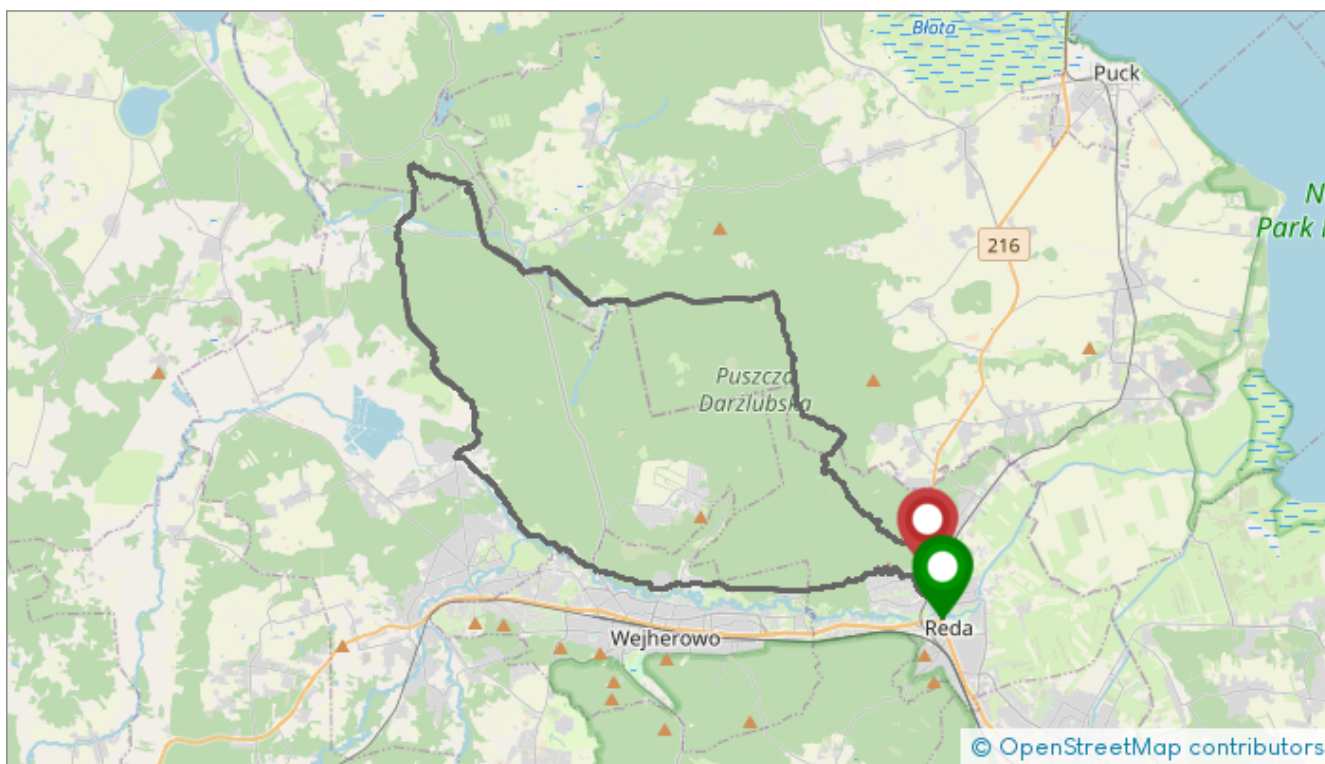 Błota
Puck
N
Park
216
Puszcza
Darżlubska
Wejherowo
Reda
© OpenStreetMap contributors